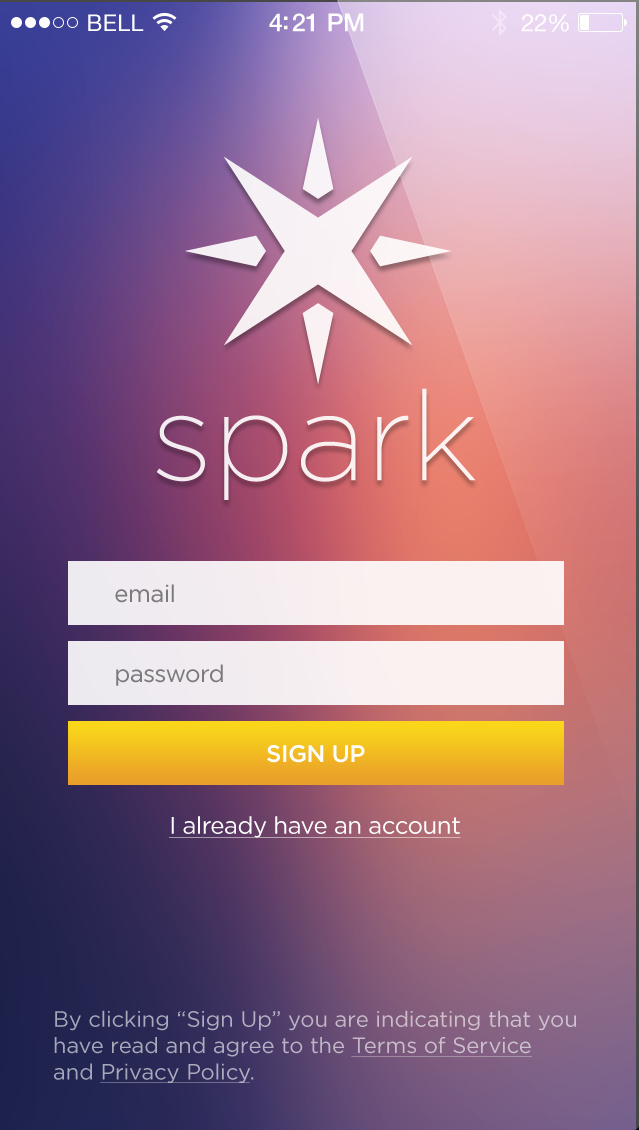 BELL 4:21 PM 22%
spark
email
password
SIGN UP
I already have an account
By clicking “Sign Up” you are indicating that you
have read and agree to the Terms of Service
and Privacy Policy.